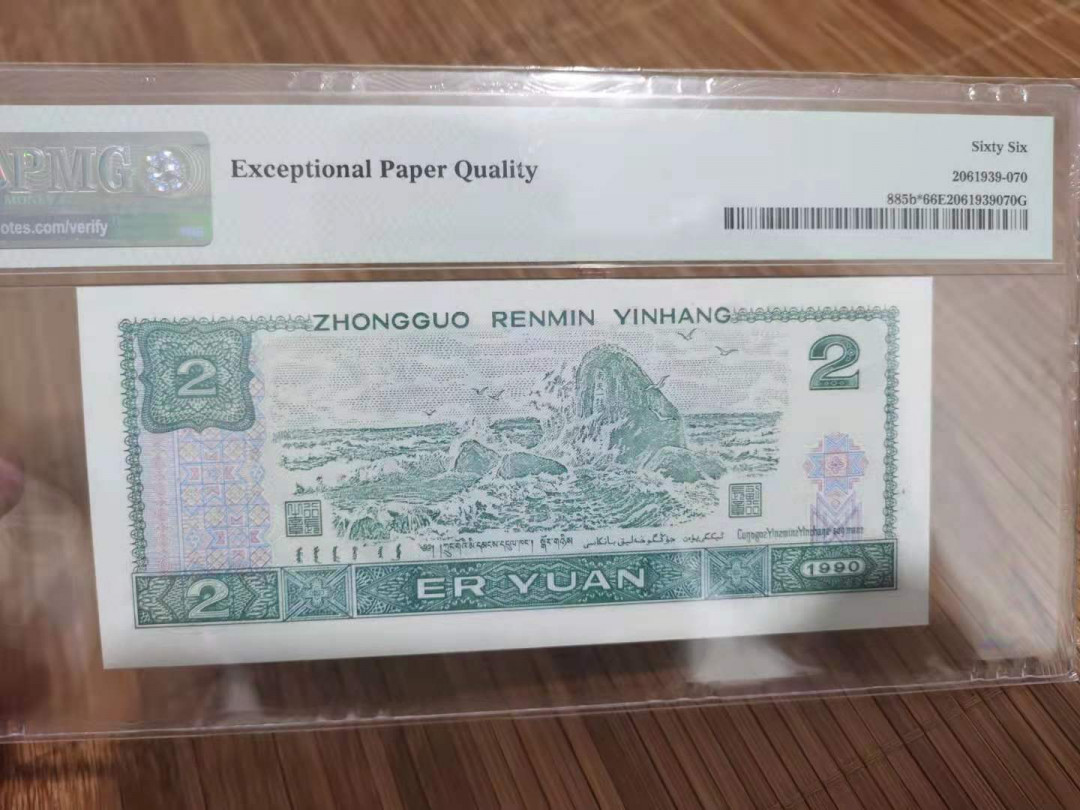 PMG
otes.com/verify
Exceptional Paper Quality
Sixty Six
2061939-070
885b*66E2061939070G
ZHONGGUO RENMIN YINHANG
2
2
2
ER YUAN
1990